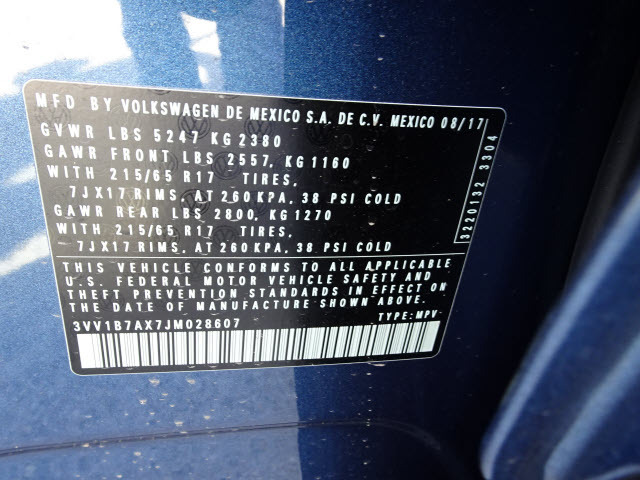 MFD BY VOLKSWAGEN DE MEXICO S.A. DE C.V. MEXICO 08/17
GVWR LBS 5247 KG 2380
GAWR FRONT LBS 2557, KG1160
WITH 215/65 R17 TIRES,
7JX17 RIMS, AT 260 KPA, 38 PSI COLD
GAWR REAR LBS 2800, KG1270
WITH 215/65 R17 TIRES,
7JX17 RIMS, AT 260 KPA, 38 PSI COLD
THIS VEHICLE CONFORMS TO ALL APPLICABLE
U.S. FEDERAL MOTOR VEHICLE SAFETY AND
THEFT PREVENTION STANDARDS IN EFFECT ON
THE DATE OF MANUFACTURE SHOWN ABOVE.
3VV1B7AX7JM028607 TYPE: MPV
3220132 3304